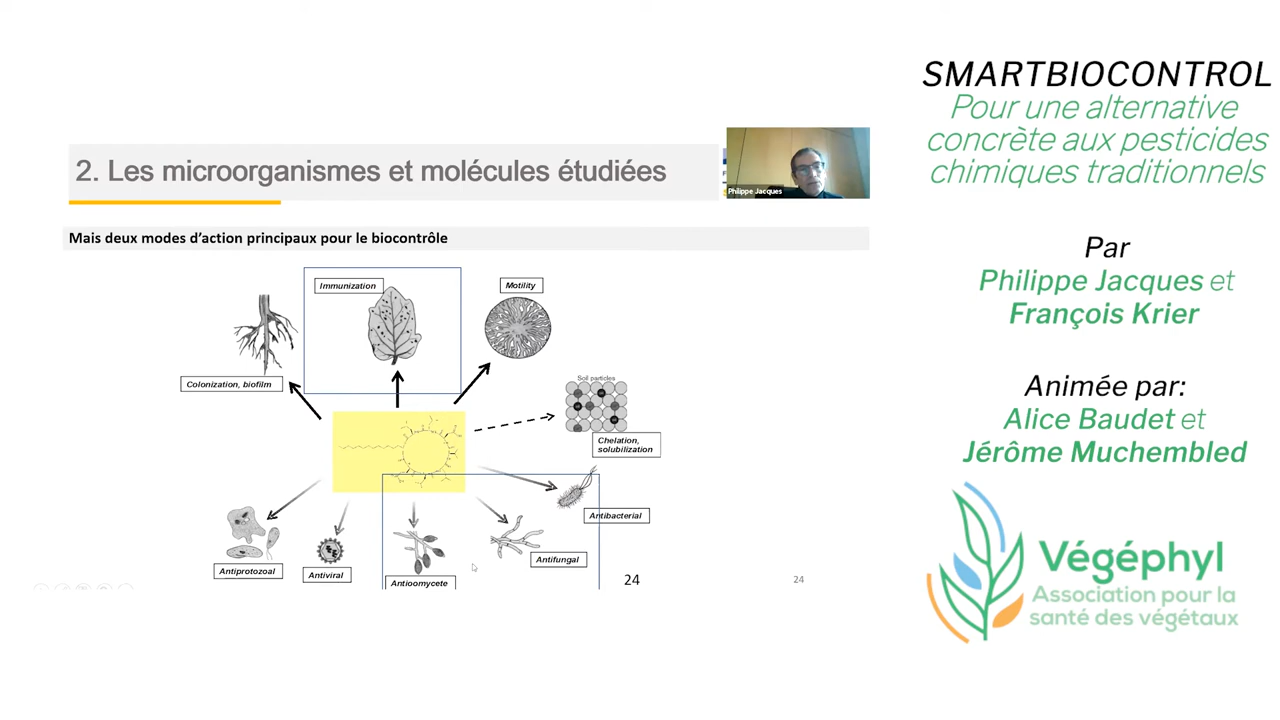 SMARTBIOCONTROL
Pour une alternative
concrète aux pesticides
chimiques traditionnels
2. Les microorganismes et molécules étudiées
Philippe Jacques
Mais deux modes d'action principaux pour le biocontrôle
Par
Philippe Jacques et
François Krier
Animée par:
Alice Baudet et
Jérôme Muchembled
Immunization
Motility
Colonization, biofilm
Soil particles
Chelation,
solubilization
Antibacterial
Antifungal
Antiprotozoal
Antiviral
Antioomycete
24
24
Végéphyl
Association pour la
santé des végétaux